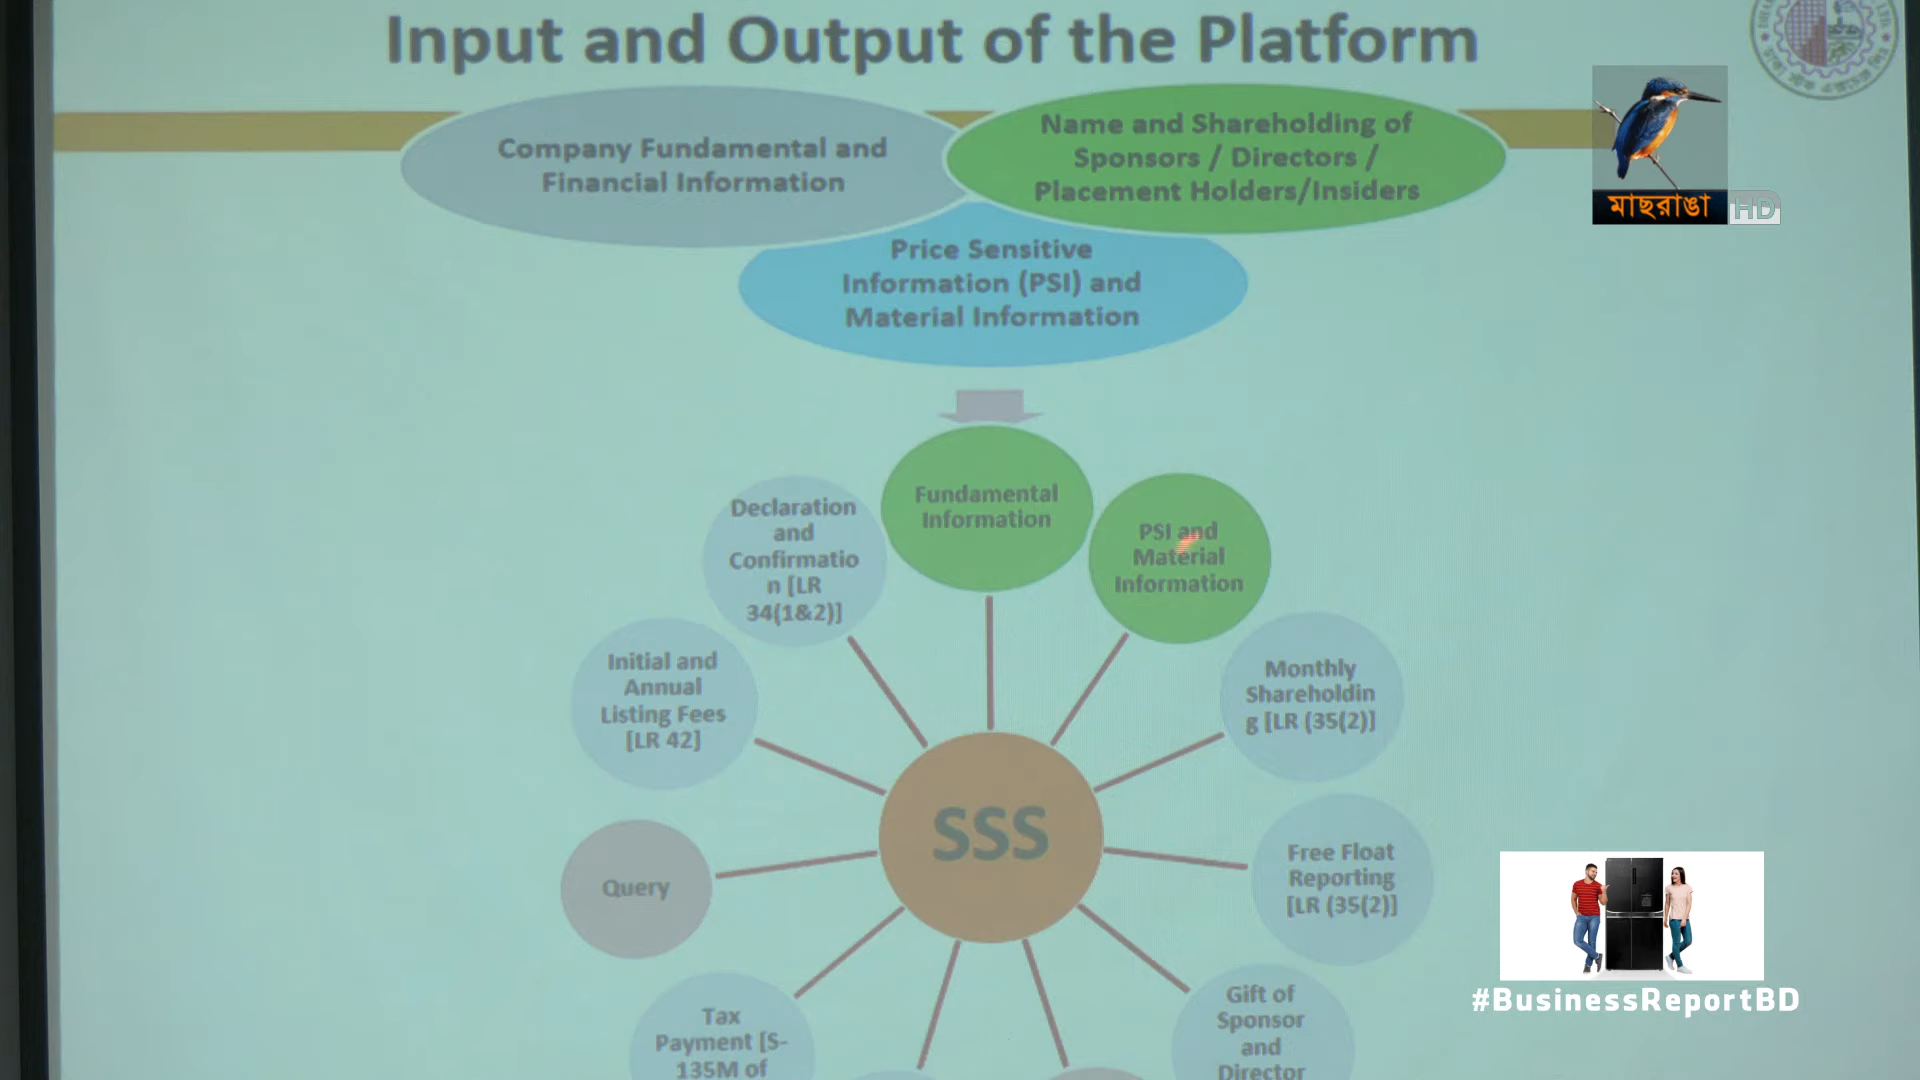 Input and Output of the Platform
Company Fundamental and
Financial Information
Name and Shareholding of
Sponsors / Directors /
Placement Holders/Insiders
Price Sensitive
Information (PSI) and
Material Information
মাছরাঙা HD
Fundamental
Information
Declaration
and
Confirmatio
n [LR
34(1&2)]
PSI and
Material
Information
Initial and
Annual
Listing Fees
[LR 42]
Monthly
Shareholdin
g [LR (35(2)]
SSS
Query
Free Float
Reporting
[LR (35(2)]
Tax
Payment [S-
135M of
Gift of
Sponsor
and
Director
#BusinessReportBD